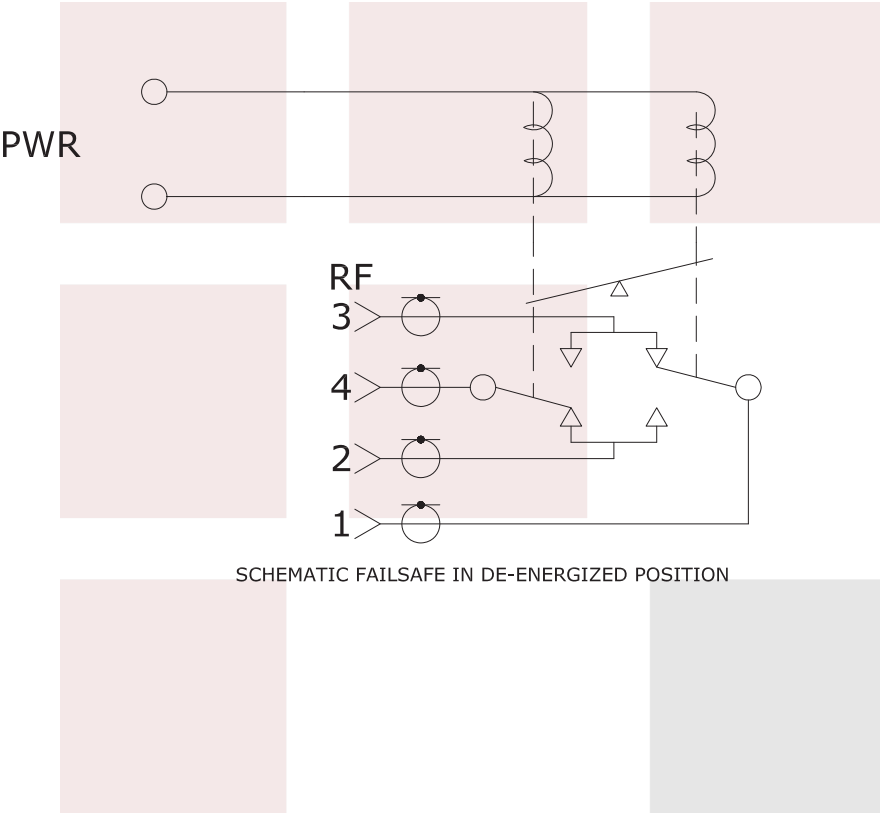 PWR
RF
3
4
2
1
SCHEMATIC FAILSAFE IN DE-ENERGIZED POSITION